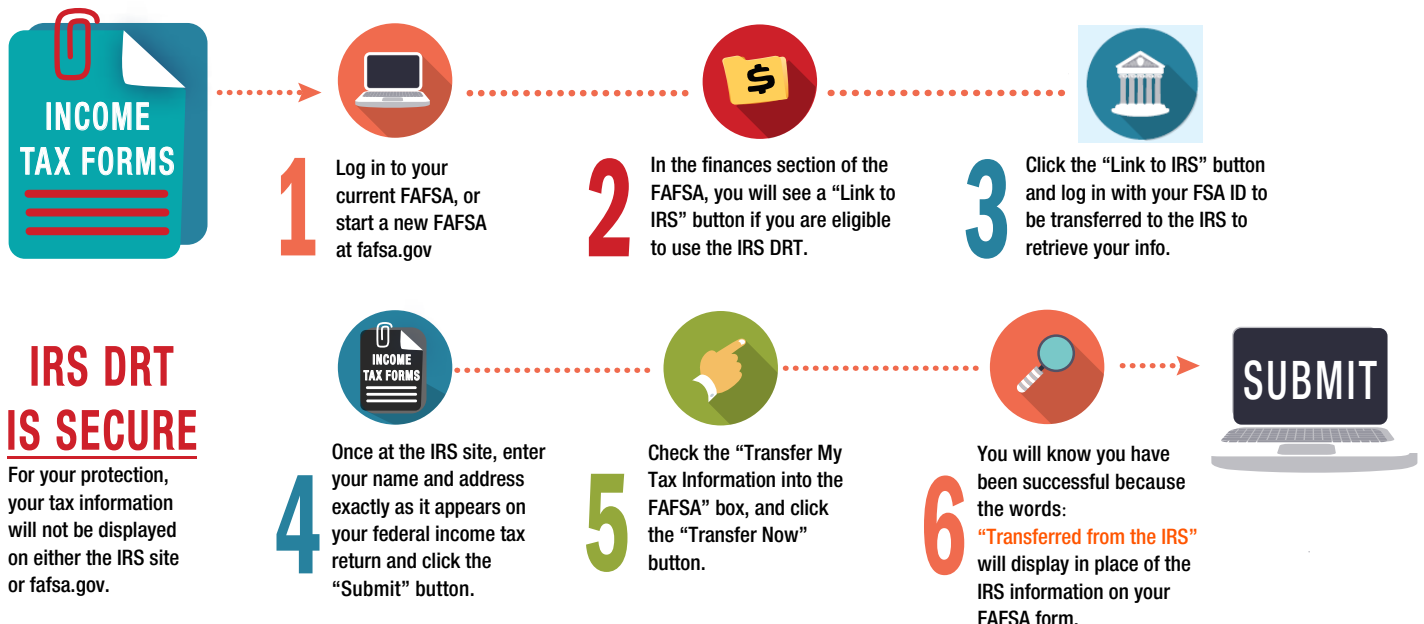 INCOME
TAX FORMS
1
Log in to your
current FAFSA, or
start a new FAFSA
at fafsa.gov
$
2
In the finances section of the
FAFSA, you will see a “Link to
IRS” button if you are eligible
to use the IRS DRT.
3
Click the “Link to IRS” button
and log in with your FSA ID to
be transferred to the IRS to
retrieve your info.
IRS DRT
IS SECURE
For your protection,
your tax information
will not be displayed
on either the IRS site
or fafsa.gov.
INCOME
TAX FORMS
4
Once at the IRS site, enter
your name and address
exactly as it appears on
your federal income tax
return and click the
“Submit” button.
5
Check the “Transfer My
Tax Information into the
FAFSA” box, and click
the “Transfer Now”
button.
6
You will know you have
been successful because
the words:
“Transferred from the IRS”
will display in place of the
IRS information on your
FAFSA form.
SUBMIT